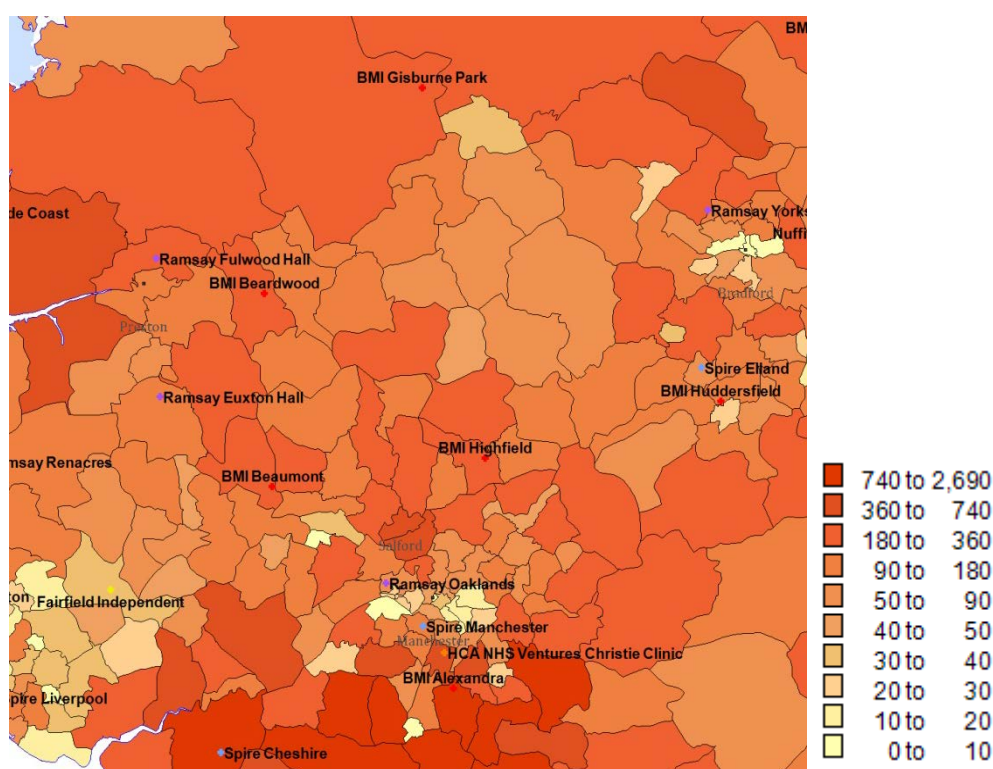 BM
BMI Gisburne Park
de Coast
Ramsay Yorks
Nuffi
Ramsay Fulwood Hall
BMI Beardwood
Bradford
Preston
Spire Elland
BMI Huddersfield
Ramsay Euxton Hall
BMI Highfield
msay Renacres
BMI Beaumont
Salford
Ramsay Oaklands
ton
Fairfield Independent
Spire Manchester
Manchester
HCA NHS Ventures Christie Clinic
BMI Alexandra
pire Liverpool
Spire Cheshire
740 to 2,690
360 to 740
180 to 360
90 to 180
50 to 90
40 to 50
30 to 40
20 to 30
10 to 20
0 to 10